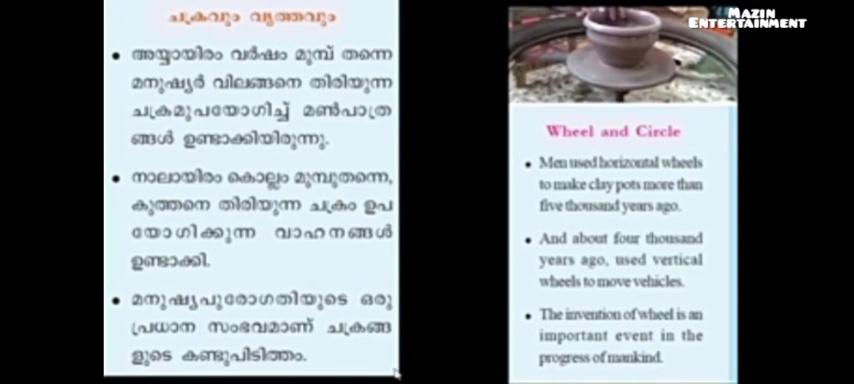 ചക്രവും വൃത്തവും
• അയ്യായിരം വർഷം മുമ്പ് തന്നെ
മനുഷ്യർ വിലങ്ങനെ തിരിയുന്ന
ചക്രമുപയോഗിച്ച് മൺപാത്ര
ങ്ങൾ ഉണ്ടാക്കിയിരുന്നു.
• നാലായിരം കൊല്ലം മുമ്പുതന്നെ,
കുത്തനെ തിരിയുന്ന ചക്രം ഉപ
യോഗിക്കുന്ന വാഹനങ്ങൾ
ഉണ്ടാക്കി.
• മനുഷ്യപുരോഗതിയുടെ ഒരു
പ്രധാന സംഭവമാണ് ചക്രങ്ങ
ളുടെ കണ്ടുപിടിത്തം.
MAZIN
ENTERTAINMENT
Wheel and Circle
• Men used horizontal wheels
to make clay pots more than
five thousand years ago.
• And about four thousand
years ago, used vertical
wheels to move vehicles.
• The invention of wheel is an
important event in the
progress of mankind.